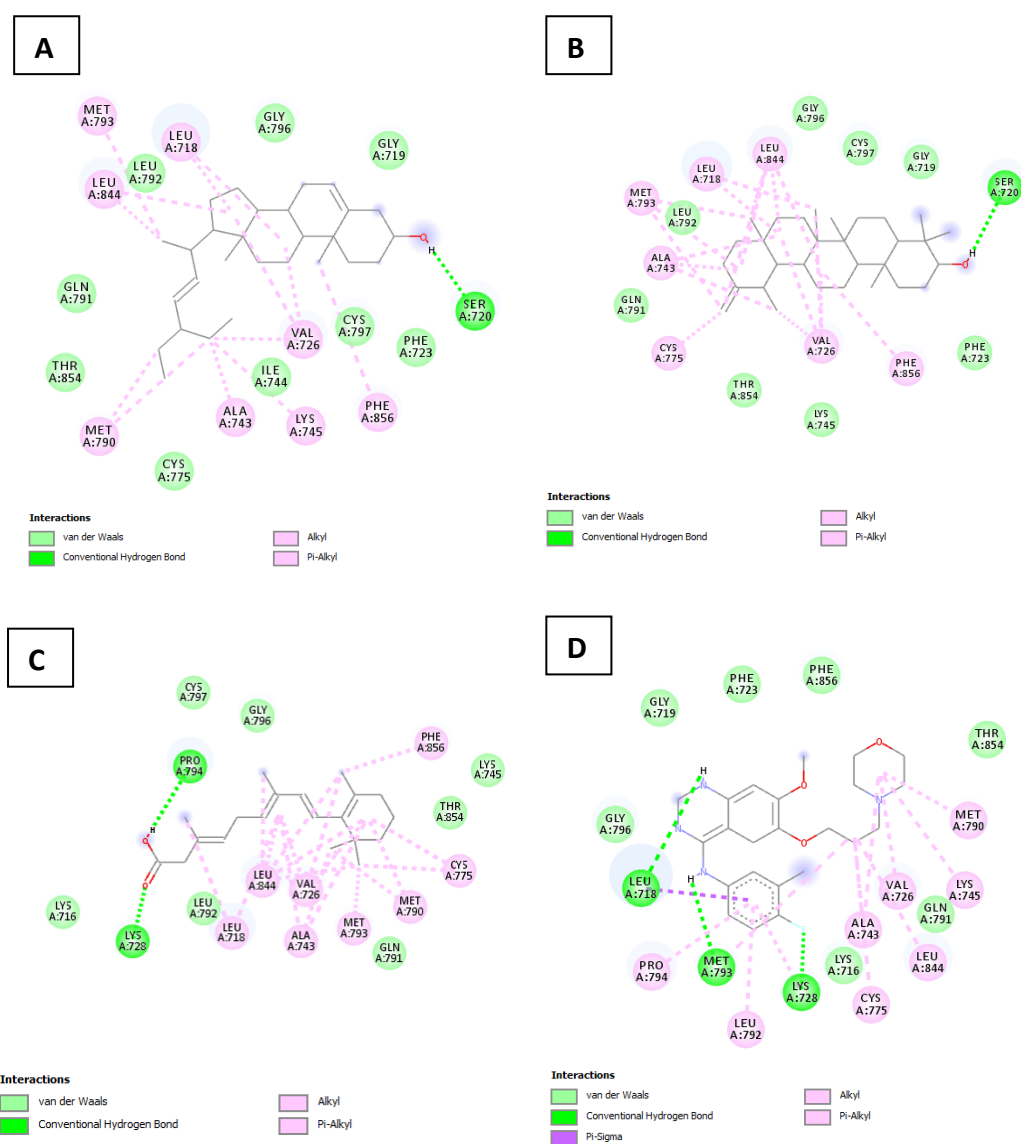 A
MET
A:793
LEU
A:718
GLY
A:796
GLY
A:719
LEU
A:792
LEU
A:844
O
H
GLN
A:791
SER
A:720
VAL
A:726
CYS
A:797
PHE
A:723
THR
A:854
ILE
A:744
MET
A:790
ALA
A:743
LYS
A:745
PHE
A:856
CYS
A:775
Interactions
van der Waals
Conventional Hydrogen Bond
Alkyl
Pi-Alkyl
B
GLY
A:796
LEU
A:844
CYS
A:797
GLY
A:719
LEU
A:718
SER
A:720
MET
A:793
LEU
A:792
H
O
ALA
A:743
GLN
A:791
CYS
A:775
VAL
A:726
PHE
A:856
PHE
A:723
THR
A:854
LYS
A:745
Interactions
van der Waals
Conventional Hydrogen Bond
Alkyl
Pi-Alkyl
C
CYS
A:797
GLY
A:796
PHE
A:856
PRO
A:794
LYS
A:745
THR
A:854
H
O
O
LEU
A:844
VAL
A:726
CYS
A:775
LYS
A:716
LEU
A:792
MET
A:790
LYS
A:728
LEU
A:718
ALA
A:743
MET
A:793
GLN
A:791
Interactions
van der Waals
Conventional Hydrogen Bond
Alkyl
Pi-Alkyl
D
PHE
A:723
PHE
A:856
GLY
A:719
THR
A:854
O
H
N
O
N
N
GLY
A:796
MET
A:790
O
N
H
LEU
A:718
VAL
A:726
LYS
A:745
GLN
A:791
ALA
A:743
PRO
A:794
MET
A:793
LYS
A:716
LEU
A:844
LYS
A:728
CYS
A:775
LEU
A:792
Interactions
van der Waals
Conventional Hydrogen Bond
Pi-Sigma
Alkyl
Pi-Alkyl